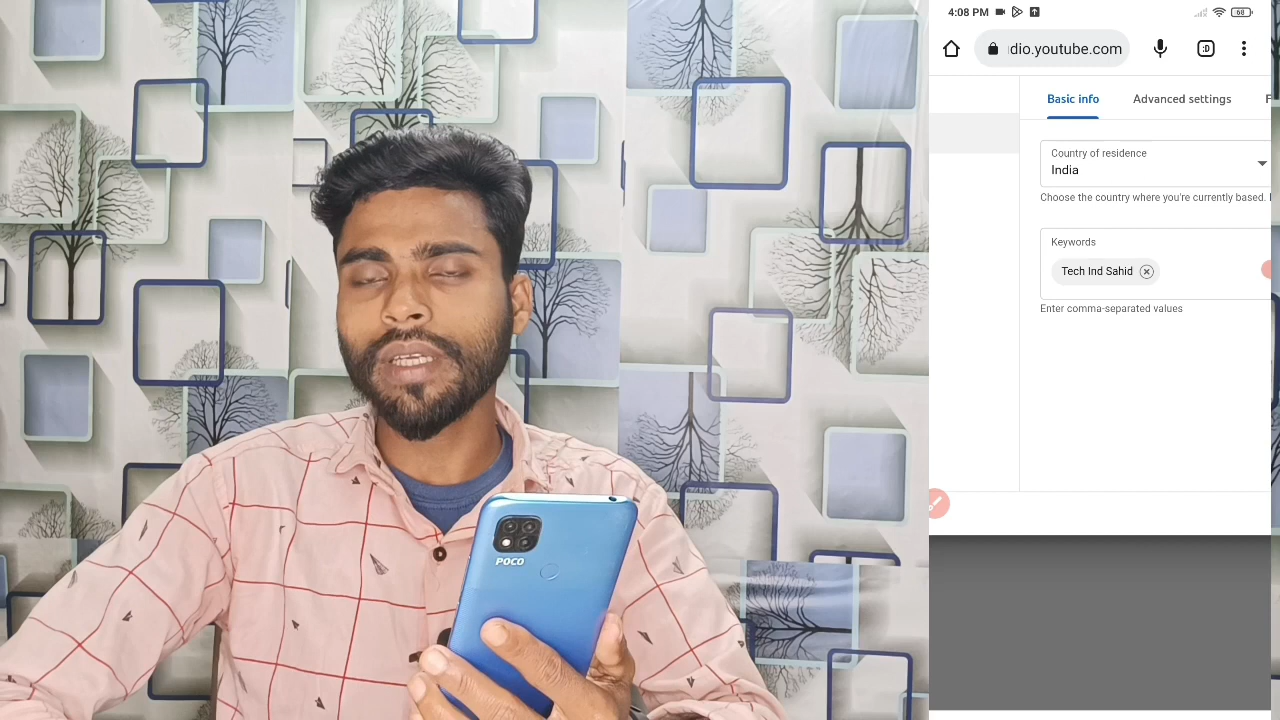 4:08 PM
68
dio.youtube.com
:D
Basic info
Advanced settings
F
Country of residence
India
Choose the country where you're currently based.
Keywords
Tech Ind Sahid
Enter comma-separated values
POCO